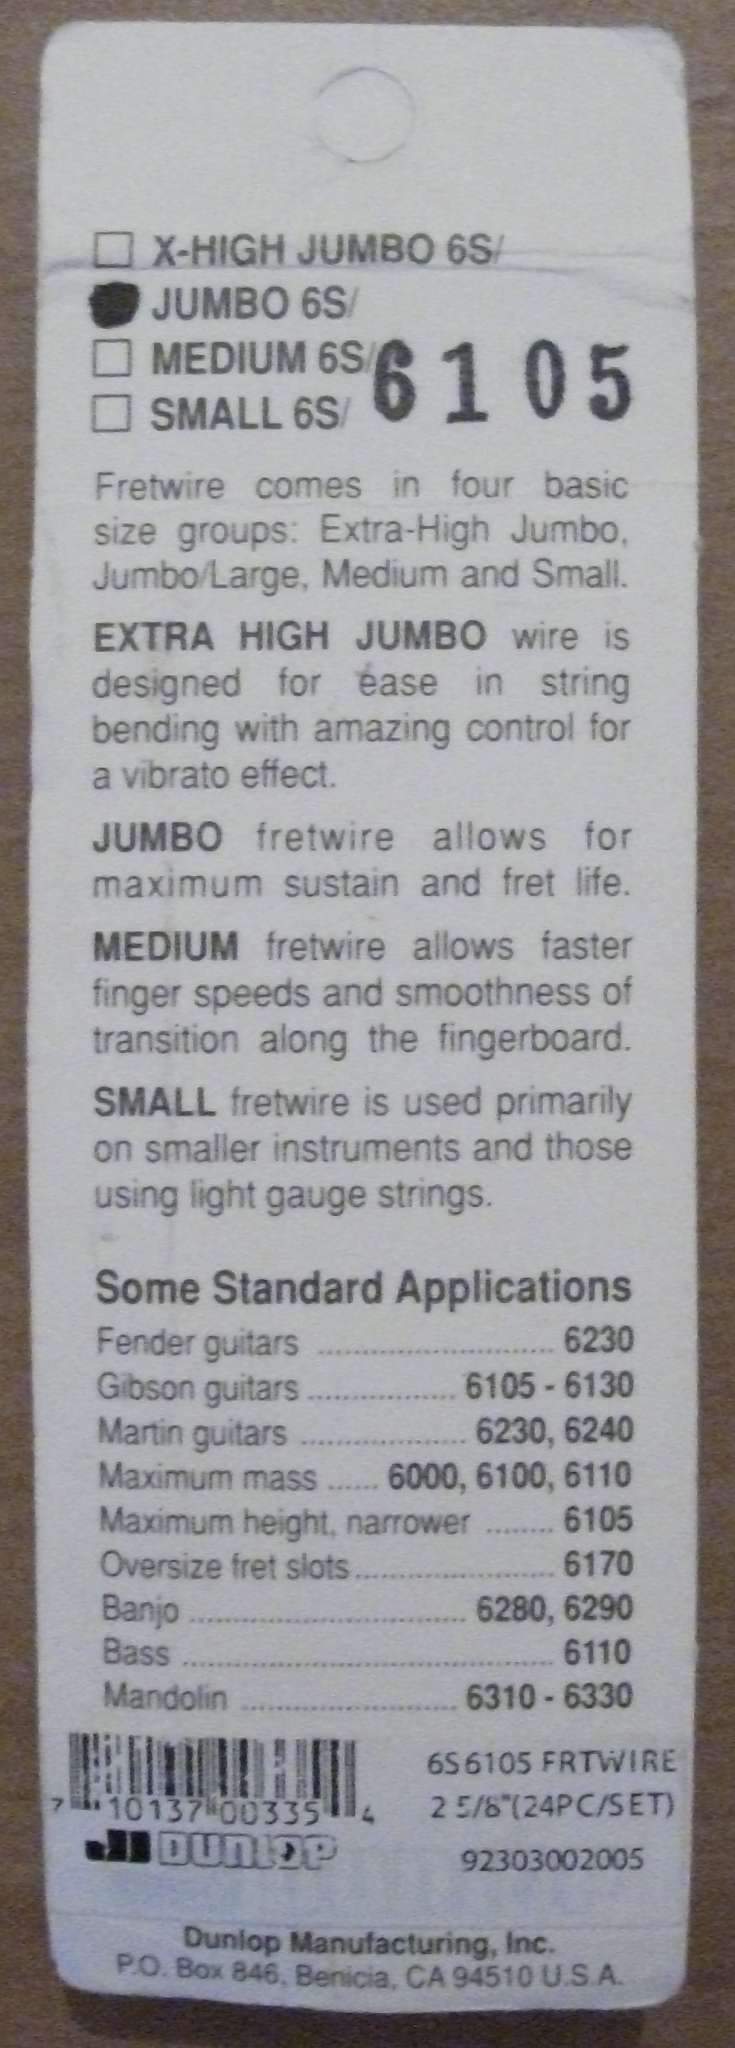 X-HIGH JUMBO 6S/
JUMBO 6S/
MEDIUM 6S/
SMALL 6S/
6105
Fretwire comes in four basic
size groups: Extra-High Jumbo,
Jumbo/Large, Medium and Small.
EXTRA HIGH JUMBO wire is
designed for ease in string
bending with amazing control for
a vibrato effect.
JUMBO fretwire allows for
maximum sustain and fret life.
MEDIUM fretwire allows faster
finger speeds and smoothness of
transition along the fingerboard.
SMALL fretwire is used primarily
on smaller instruments and those
using light gauge strings.
Some Standard Applications
Fender guitars ........................... 6230
Gibson guitars ................. 6105 - 6130
Martin guitars ................... 6230, 6240
Maximum mass ...... 6000, 6100, 6110
Maximum height, narrower ........ 6105
Oversize fret slots....................... 6170
Banjo ................................ 6280, 6290
Bass ........................................... 6110
Mandolin ......................... 6310 - 6330
6S6105 FRTWIRE
2 5/8"(24PC/SET)
92303002005
7 10137 00335 4
DUNLOP
Dunlop Manufacturing, Inc.
P.O. Box 846, Benicia, CA 94510 U.S.A.